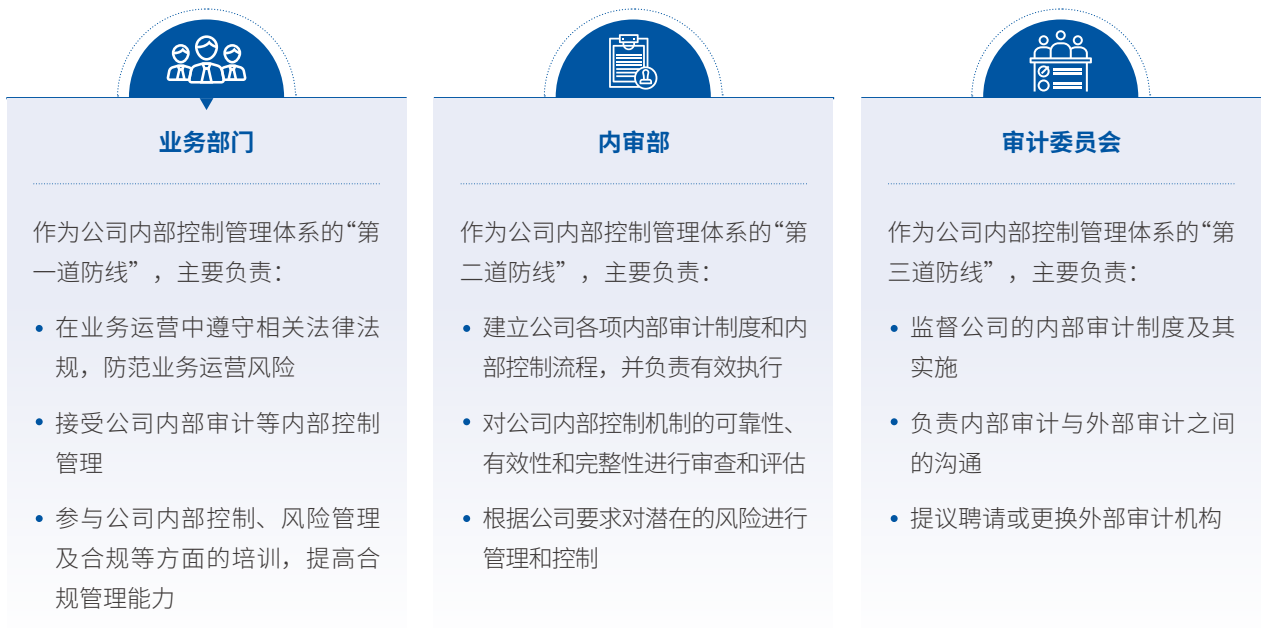 业务部门
作为公司内部控制管理体系的“第
一道防线”，主要负责：
• 在业务运营中遵守相关法律法
规，防范业务运营风险
• 接受公司内部审计等内部控制
管理
• 参与公司内部控制、风险管理
及合规等方面的培训，提高合
规管理能力
内审部
作为公司内部控制管理体系的“第
二道防线”，主要负责：
• 建立公司各项内部审计制度和内
部控制流程，并负责有效执行
• 对公司内部控制机制的可靠性、
有效性和完整性进行审查和评估
• 根据公司要求对潜在的风险进行
管理和控制
审计委员会
作为公司内部控制管理体系的“第
三道防线”，主要负责：
• 监督公司的内部审计制度及其
实施
• 负责内部审计与外部审计之间
的沟通
• 提议聘请或更换外部审计机构